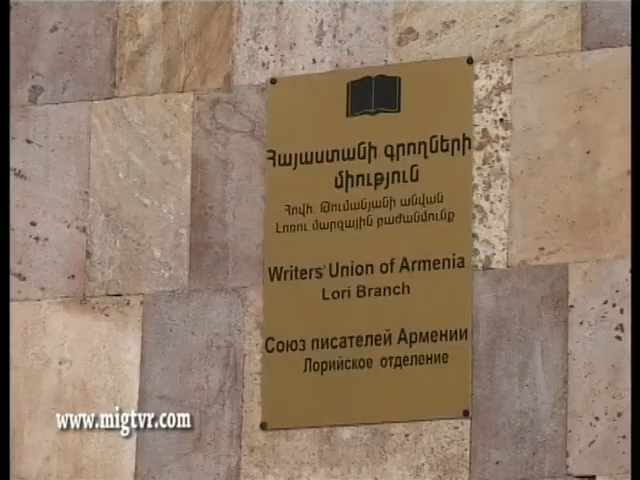 Հայաստանի գրողների
միություն
Հովհ. Թումանյանի անվան
Լոռու մարզային բաժանմունք
Writers' Union of Armenia
Lori Branch
Союз писателей Армении
Лорийское отделение
www.migtvr.com